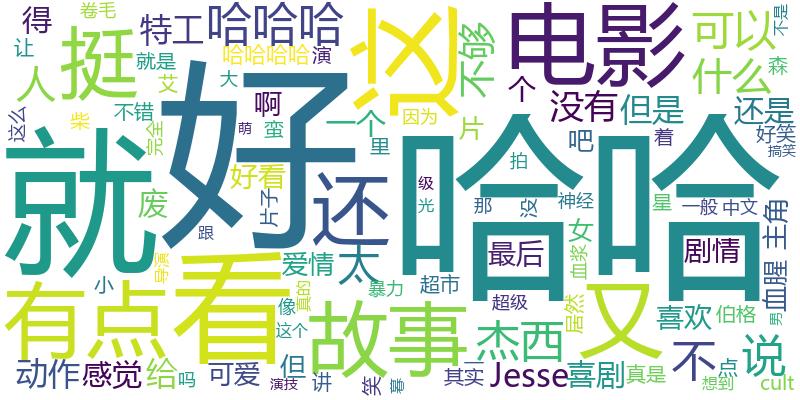 得
卷毛
特工
哈哈哈
这
电影
可以
不是
让
挺
就是
哈哈哈哈
演
不够
什么
森
人
艾
大
个
没有
但是
还是
这么
柴
不错
完全
啊
蛮
一个
因为
片
吧
着
好笑
搞笑
就
好
萌
里
哈哈
废
好看
片子
还
拍
级
光
那
没
神经
星
一般
中文
主角
跟
女
最后
剧情
血腥
导演
爱情
太
超市
血浆
小
有点
看
真的
像
暴力
故事
超级
居然
又
喜欢
伯格
男
这个
杰西
不
点
说
动作
感觉
给
吗
可爱
但
演技
讲
笑
暮
其实
Jesse
喜剧
真是
想到
cult